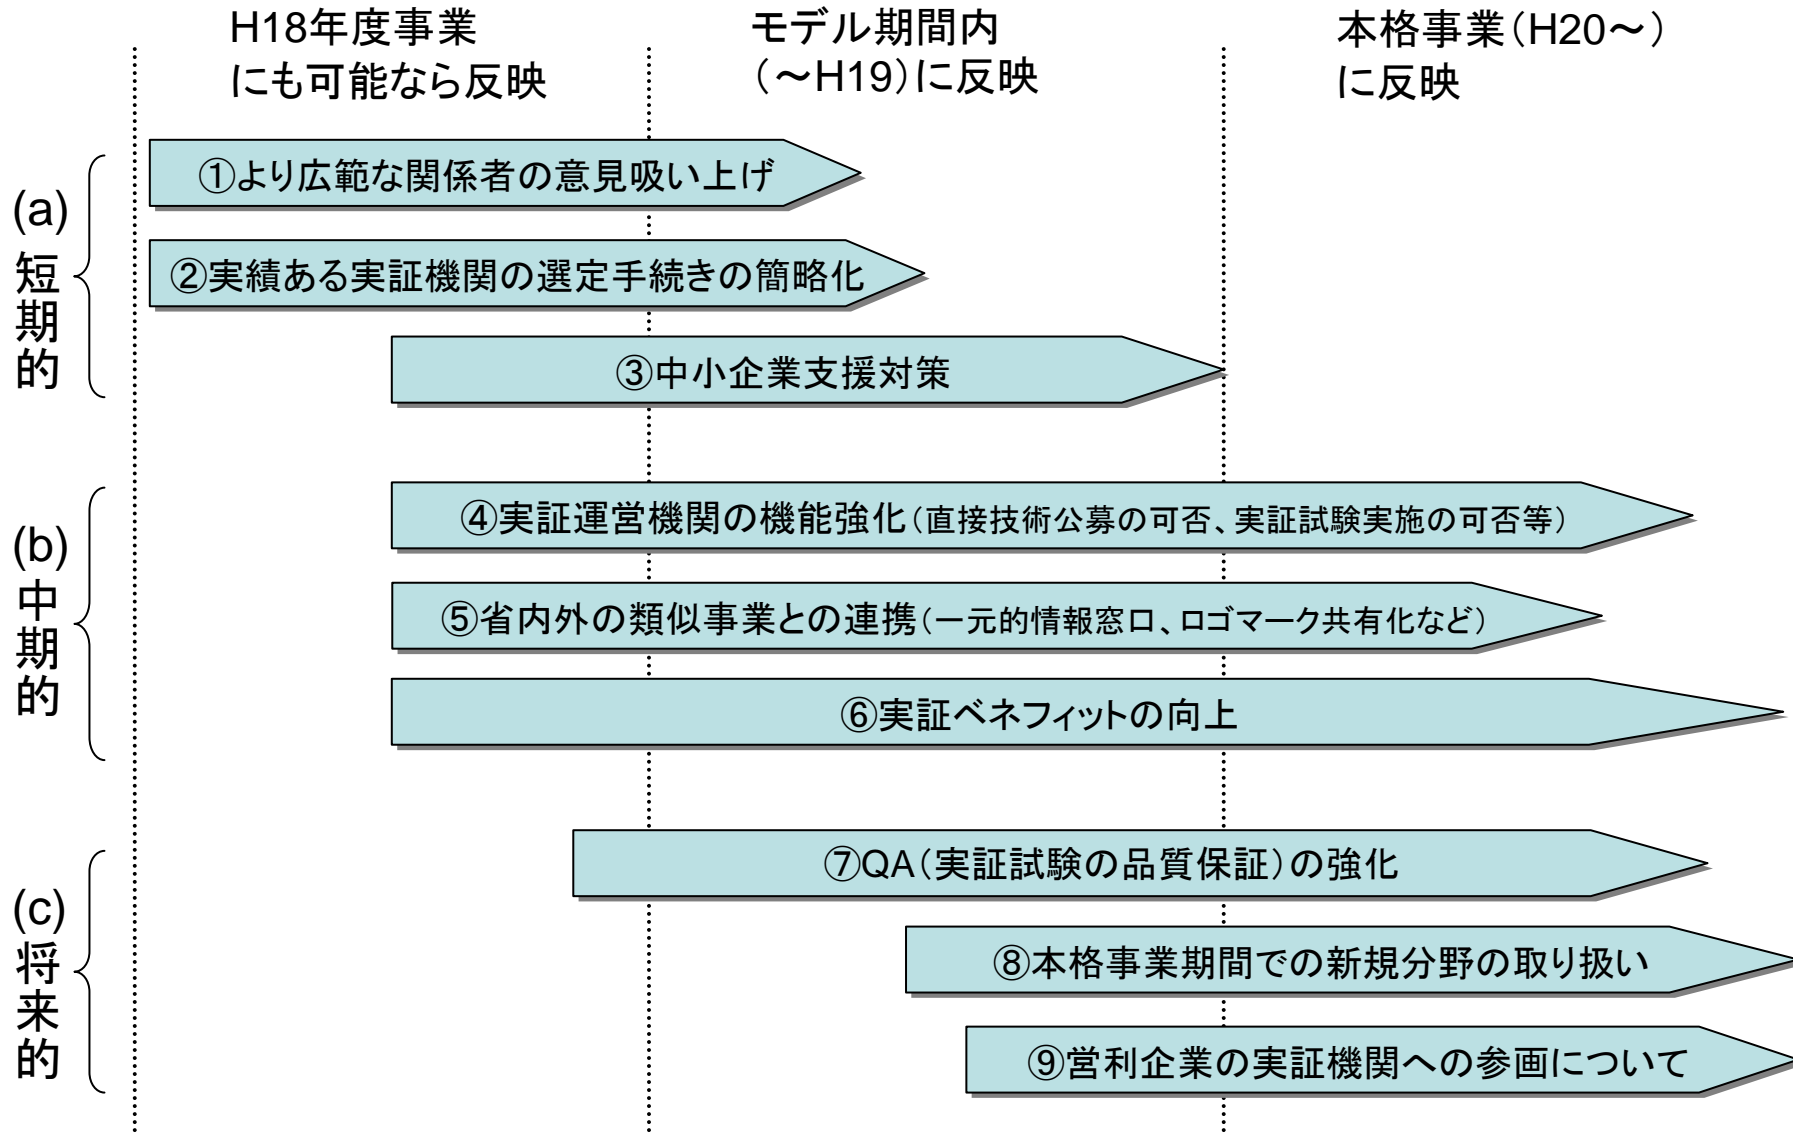 H18年度事業
にも可能なら反映
モデル期間内
（～H19）に反映
本格事業（H20～）
に反映
(a)
短期的
①より広範な関係者の意見吸い上げ
②実績ある実証機関の選定手続きの簡略化
③中小企業支援対策
(b)
中期的
④実証運営機関の機能強化（直接技術公募の可否、実証試験実施の可否等）
⑤省内外の類似事業との連携（一元的情報窓口、ロゴマーク共有化など）
⑥実証ベネフィットの向上
(c)
将来的
⑦QA（実証試験の品質保証）の強化
⑧本格事業期間での新規分野の取り扱い
⑨営利企業の実証機関への参画について